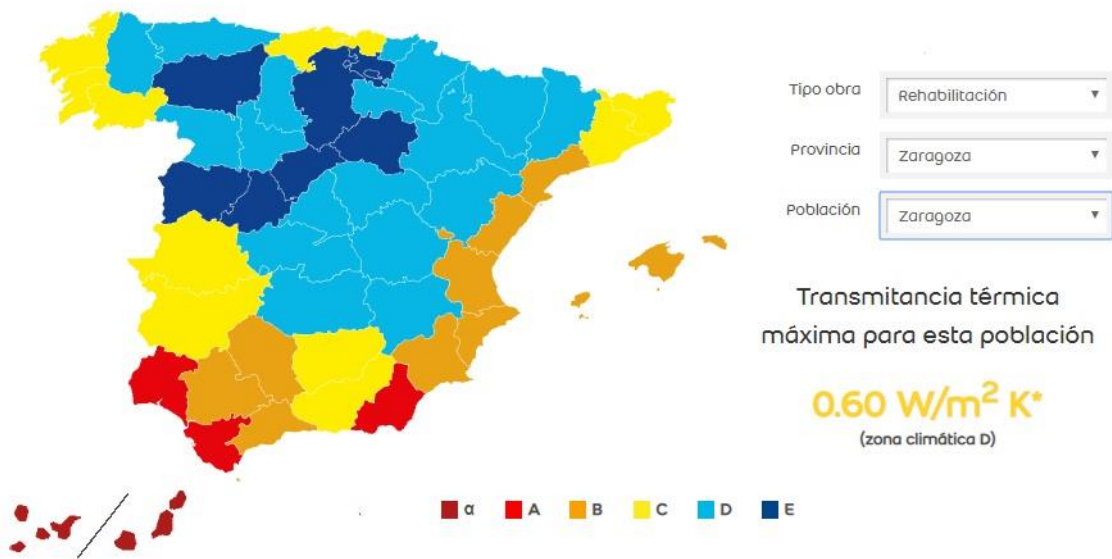 Tipo obra
Rehabilitación
Provincia
Zaragoza
Población
Zaragoza
Transmitancia térmica
máxima para esta población
0.60 W/m² K*
(zona climática D)
α A B C D E